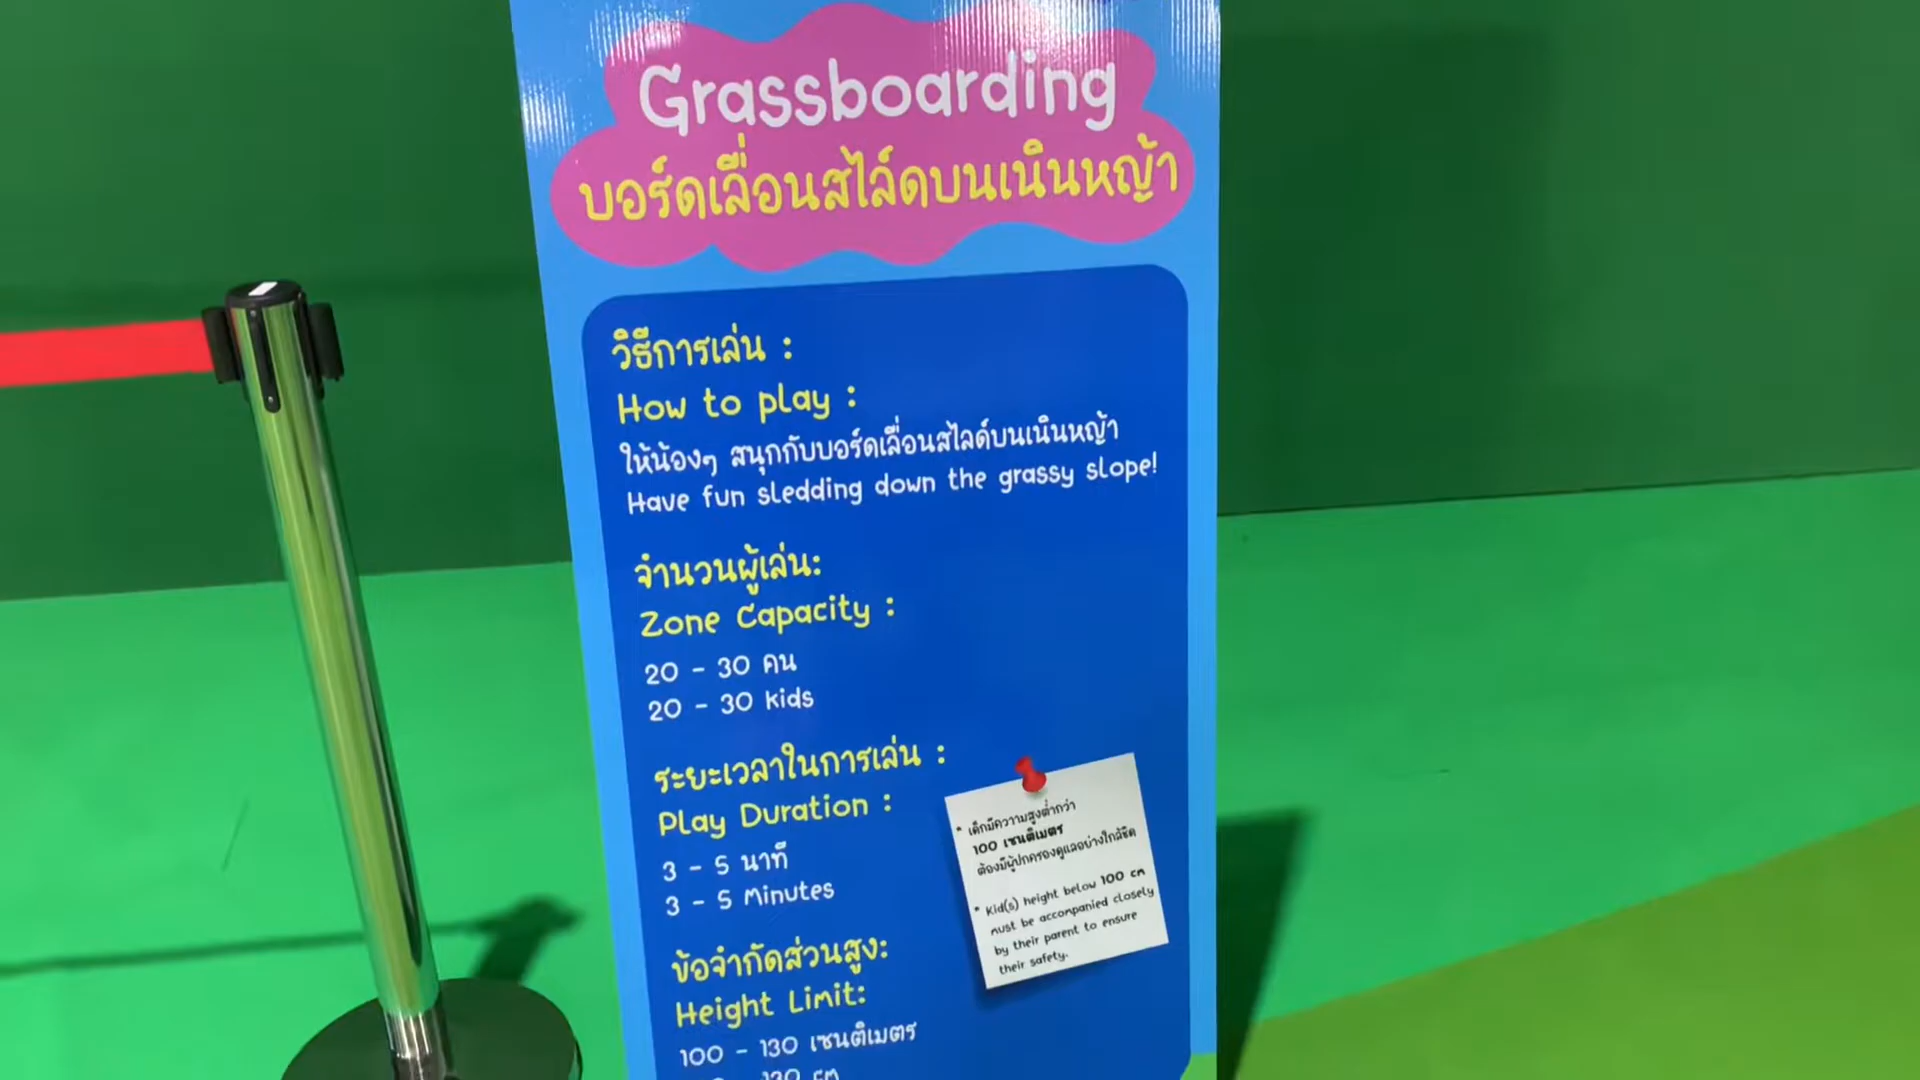 Grassboarding
บอร์ดเลื่อนสไล์ดบนเนินหญ้า
วิธีการเล่น :
How to play :
ให้น้องๆ สนุกกับบอร์ดเลื่อนสไลด์บนเนินหญ้า
Have fun sledding down the grassy slope!
จำนวนผู้เล่น:
Zone Capacity :
20 - 30 คน
20 - 30 kids
ระยะเวลาในการเล่น :
Play Duration :
3 - 5 นาที
3 - 5 Minutes
* เด็กมีความสูงต่ำกว่า
100 เซนติเมตร
ต้องมีผู้ปกครองดูแลอย่างใกล้ชิด
* Kid(s) height below 100 cm
must be accompanied closely
by their parent to ensure
their safety.
ข้อจำกัดส่วนสูง:
Height Limit:
100 - 130 เซนติเมตร
130 cm